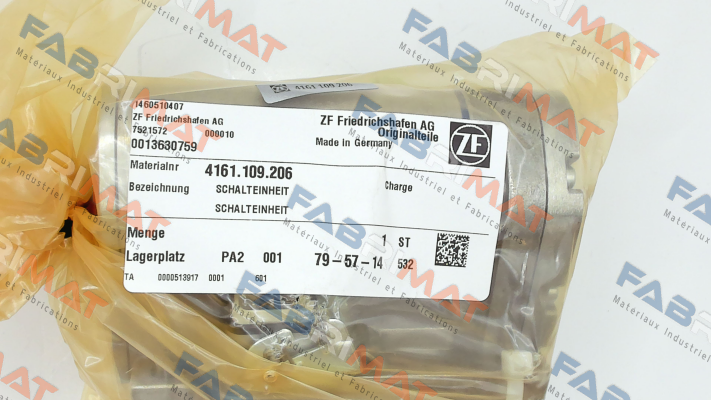 4161.109.206
1460510407
ZF Friedrichshafen AG
7521572 000010
0013630759
ZF Friedrichshafen AG
Originalteile
Made in Germany
ZF
Materialnr 4161.109.206
Bezeichnung SCHALTEINHEIT Charge
SCHALTEINHEIT
Menge 1 ST
Lagerplatz PA2 001 79-57-14 532
TA 0000513917 0001 601
FABRIMAT
Matériaux Industriel et Fabrications